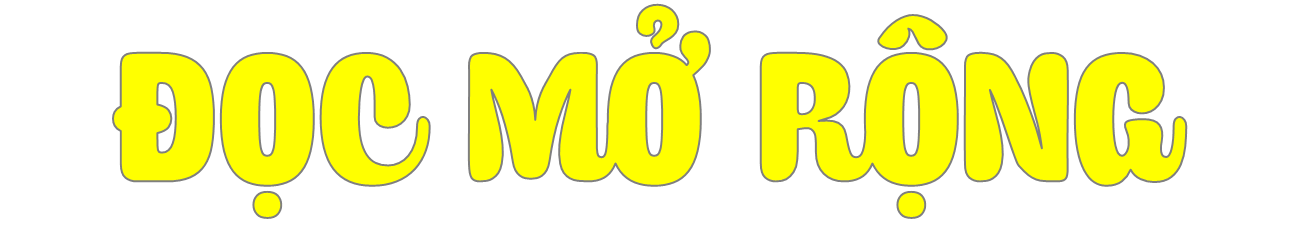 ĐỌC MỞ RỘNG